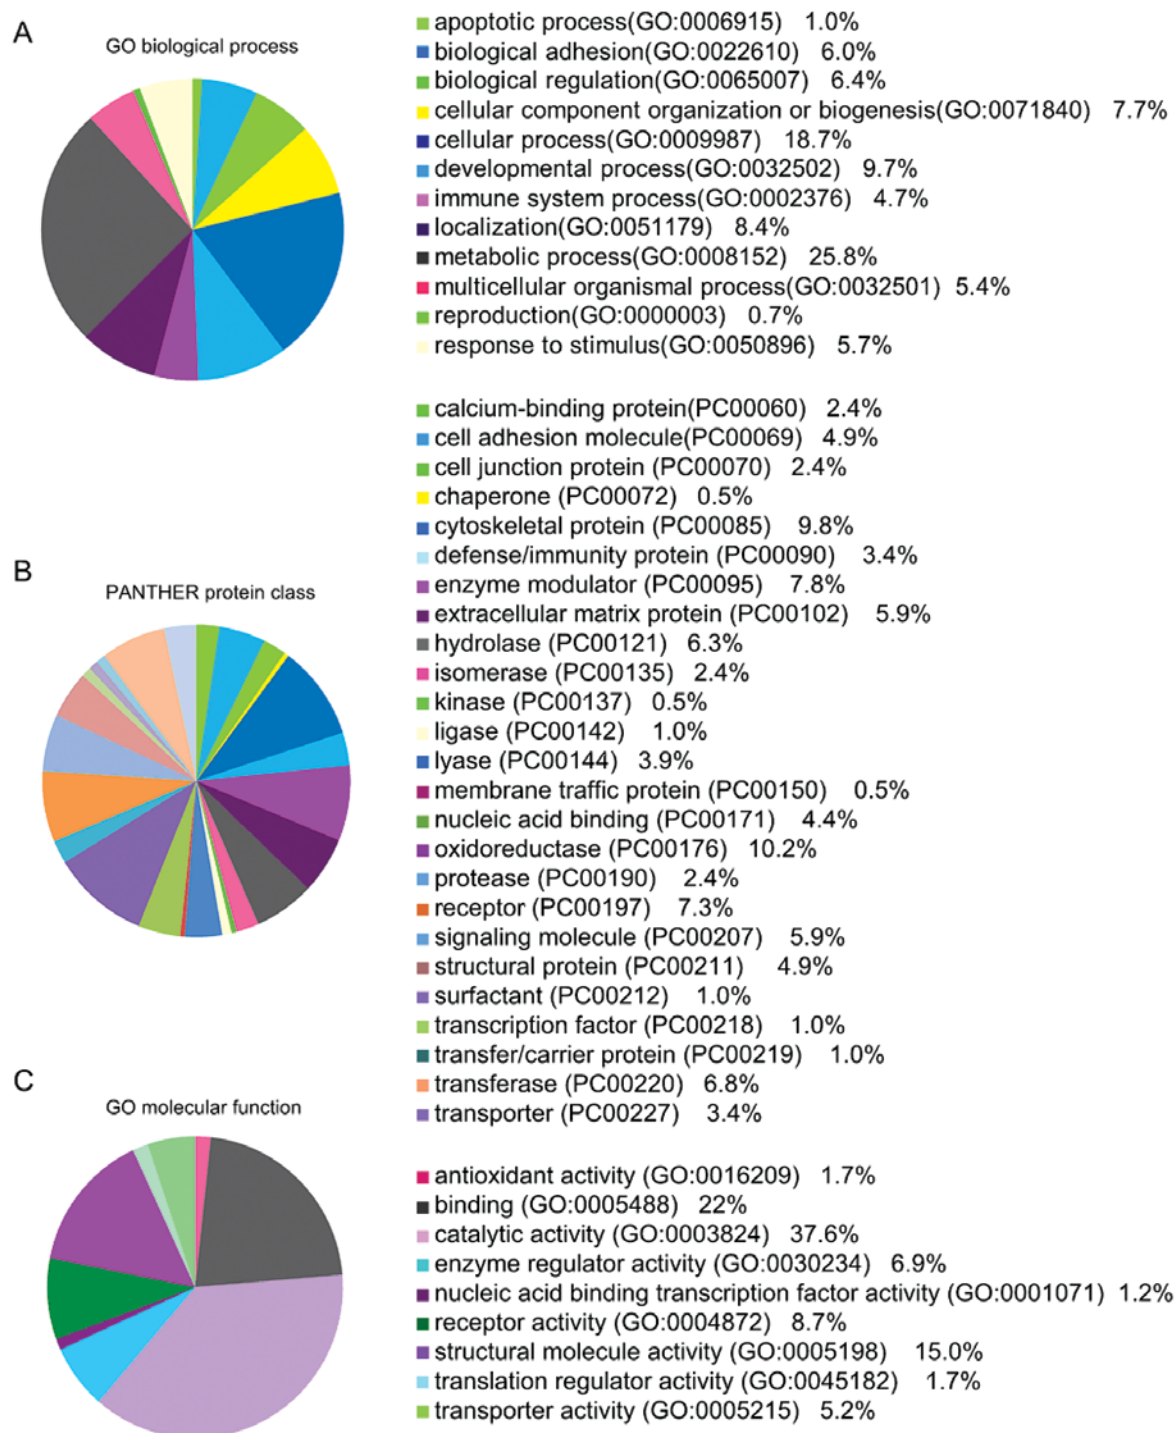 A
GO biological process
apoptotic process(GO:0006915) 1.0%
biological adhesion(GO:0022610) 6.0%
biological regulation(GO:0065007) 6.4%
cellular component organization or biogenesis(GO:0071840) 7.7%
cellular process(GO:0009987) 18.7%
developmental process(GO:0032502) 9.7%
immune system process(GO:0002376) 4.7%
localization(GO:0051179) 8.4%
metabolic process(GO:0008152) 25.8%
multicellular organismal process(GO:0032501) 5.4%
reproduction(GO:0000003) 0.7%
response to stimulus(GO:0050896) 5.7%
B
PANTHER protein class
calcium-binding protein(PC00060) 2.4%
cell adhesion molecule(PC00069) 4.9%
cell junction protein (PC00070) 2.4%
chaperone (PC00072) 0.5%
cytoskeletal protein (PC00085) 9.8%
defense/immunity protein (PC00090) 3.4%
enzyme modulator (PC00095) 7.8%
extracellular matrix protein (PC00102) 5.9%
hydrolase (PC00121) 6.3%
isomerase (PC00135) 2.4%
kinase (PC00137) 0.5%
ligase (PC00142) 1.0%
lyase (PC00144) 3.9%
membrane traffic protein (PC00150) 0.5%
nucleic acid binding (PC00171) 4.4%
oxidoreductase (PC00176) 10.2%
protease (PC00190) 2.4%
receptor (PC00197) 7.3%
signaling molecule (PC00207) 5.9%
structural protein (PC00211) 4.9%
surfactant (PC00212) 1.0%
transcription factor (PC00218) 1.0%
transfer/carrier protein (PC00219) 1.0%
transferase (PC00220) 6.8%
transporter (PC00227) 3.4%
C
GO molecular function
antioxidant activity (GO:0016209) 1.7%
binding (GO:0005488) 22%
catalytic activity (GO:0003824) 37.6%
enzyme regulator activity (GO:0030234) 6.9%
nucleic acid binding transcription factor activity (GO:0001071) 1.2%
receptor activity (GO:0004872) 8.7%
structural molecule activity (GO:0005198) 15.0%
translation regulator activity (GO:0045182) 1.7%
transporter activity (GO:0005215) 5.2%